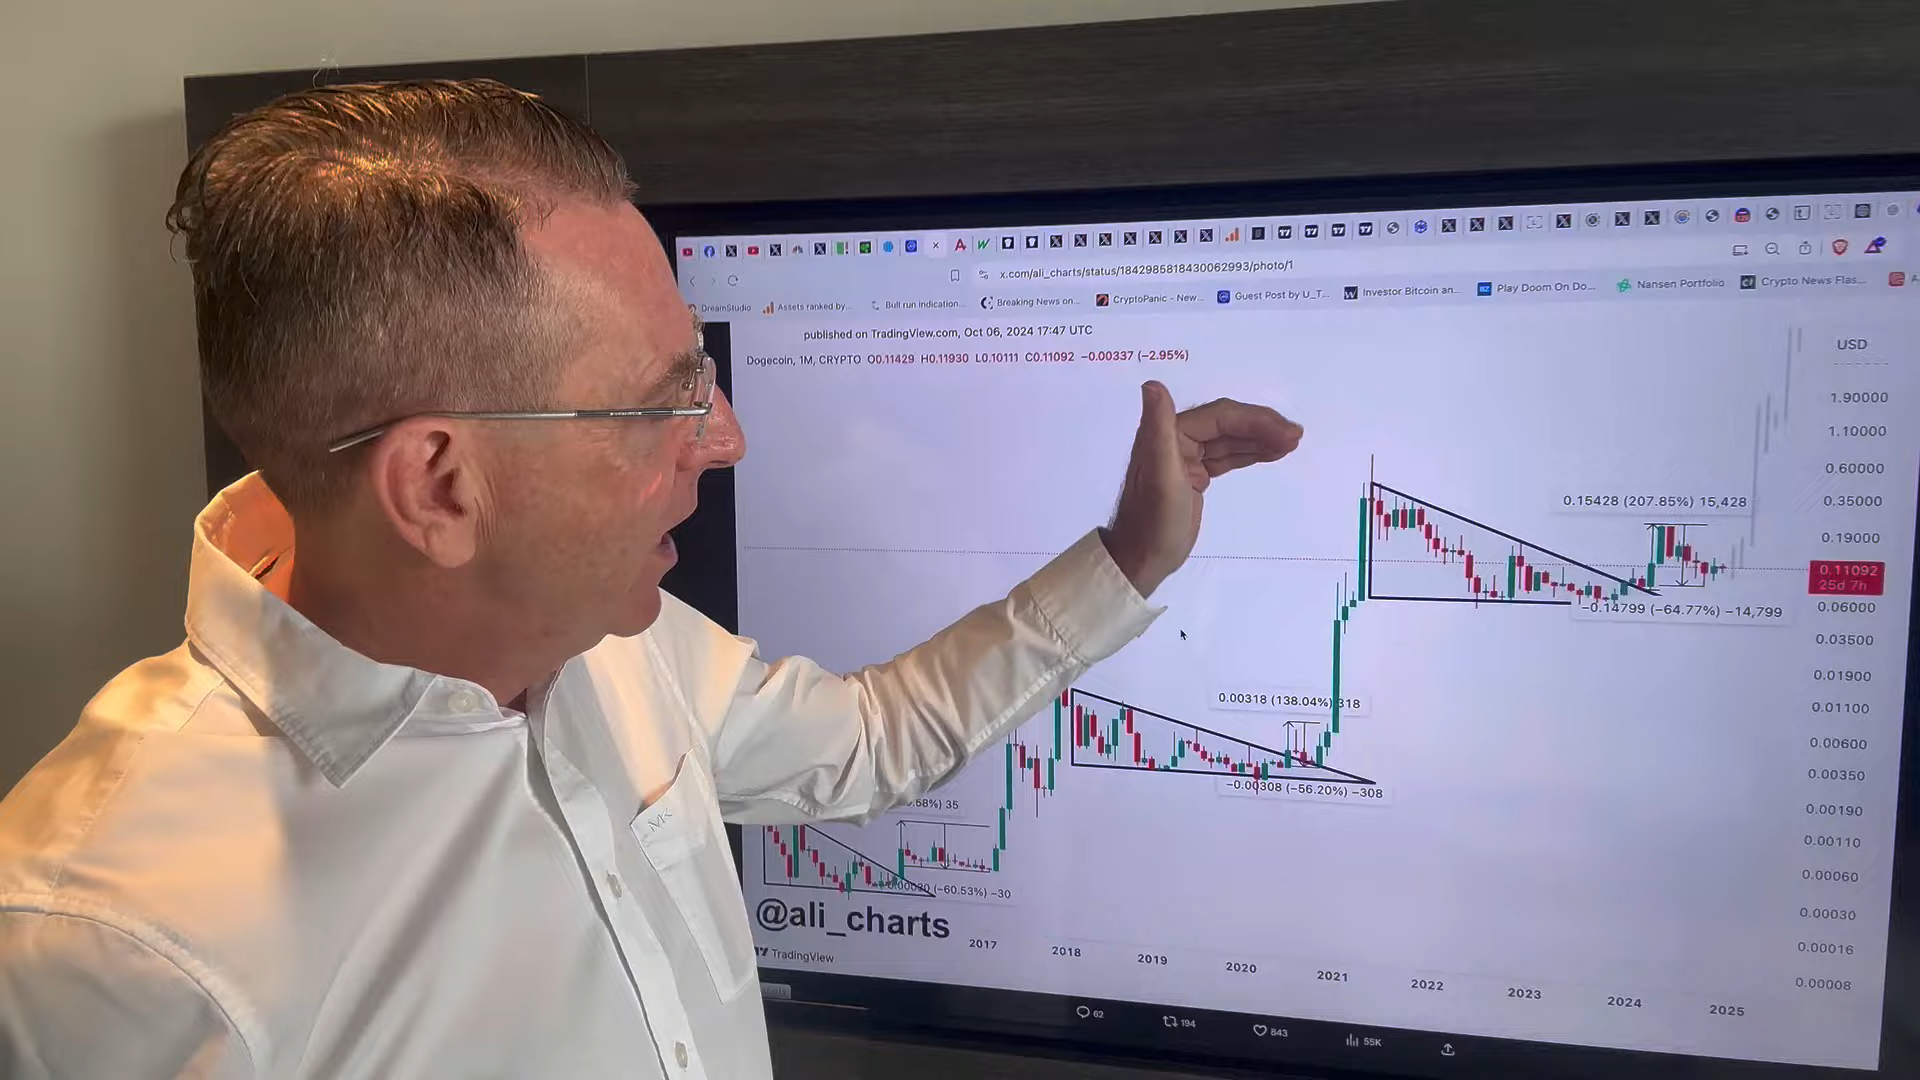 x.com/ali_charts/status/1842985818430062993/photo/1
DreamStudio
Assets ranked by...
Bull run indication...
Breaking News on...
CryptoPanic - New...
Guest Post by U_T...
Investor Bitcoin an...
Play Doom On Do...
Nansen Portfolio
Crypto News Flas...
published on TradingView.com, Oct 06, 2024 17:47 UTC
Dogecoin, 1M, CRYPTO O0.11429 H0.11930 L0.10111 C0.11092 −0.00337 (−2.95%)
USD
1.90000
1.10000
0.60000
0.35000
0.19000
0.11092
25d 7h
0.06000
0.03500
0.01900
0.01100
0.00600
0.00350
0.00190
0.00110
0.00060
0.00030
0.00016
0.00008
0.15428 (207.85%) 15,428
−0.14799 (−64.77%) −14,799
0.00318 (138.04%) 318
−0.00308 (−56.20%) −308
.58%) 35
(−60.53%) −30
MK
@ali_charts
TradingView
2017
2018
2019
2020
2021
2022
2023
2024
2025
62
194
843
55K